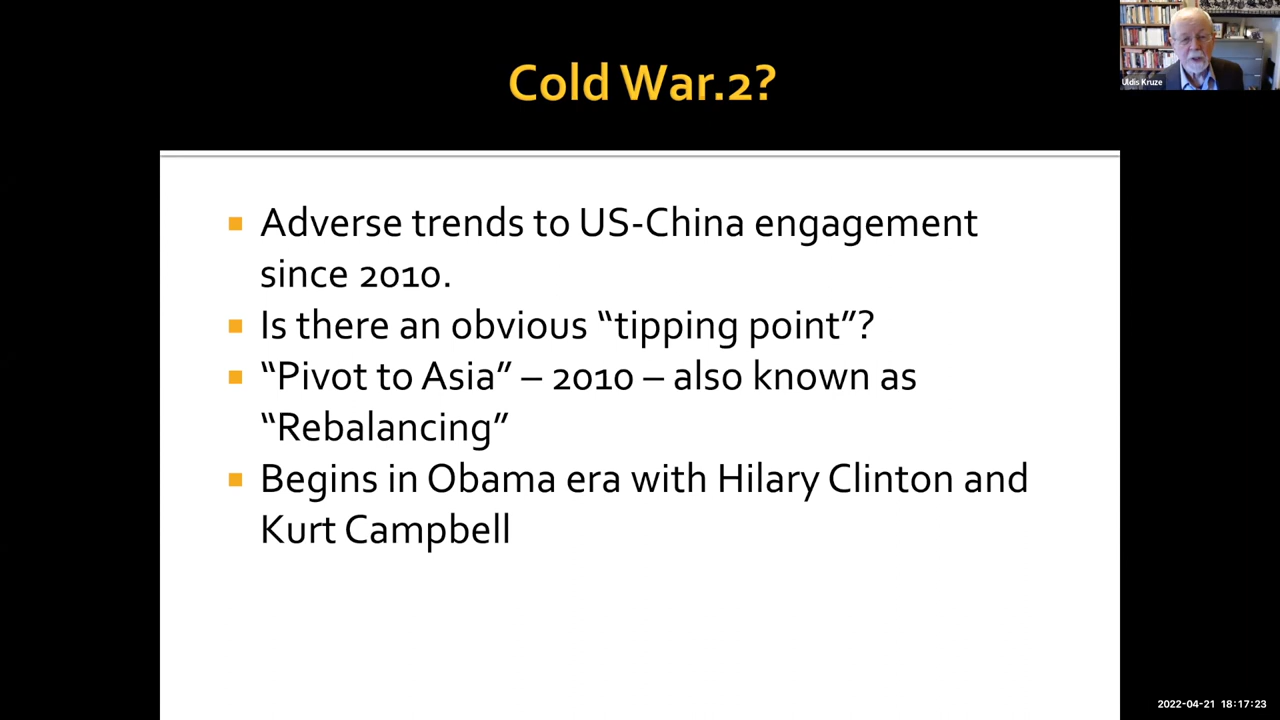 Cold War.2?
Uldis Kruze
Adverse trends to US-China engagement
since 2010.
Is there an obvious “tipping point”?
“Pivot to Asia” – 2010 – also known as
“Rebalancing”
Begins in Obama era with Hilary Clinton and
Kurt Campbell
2022-04-21 18:17:23